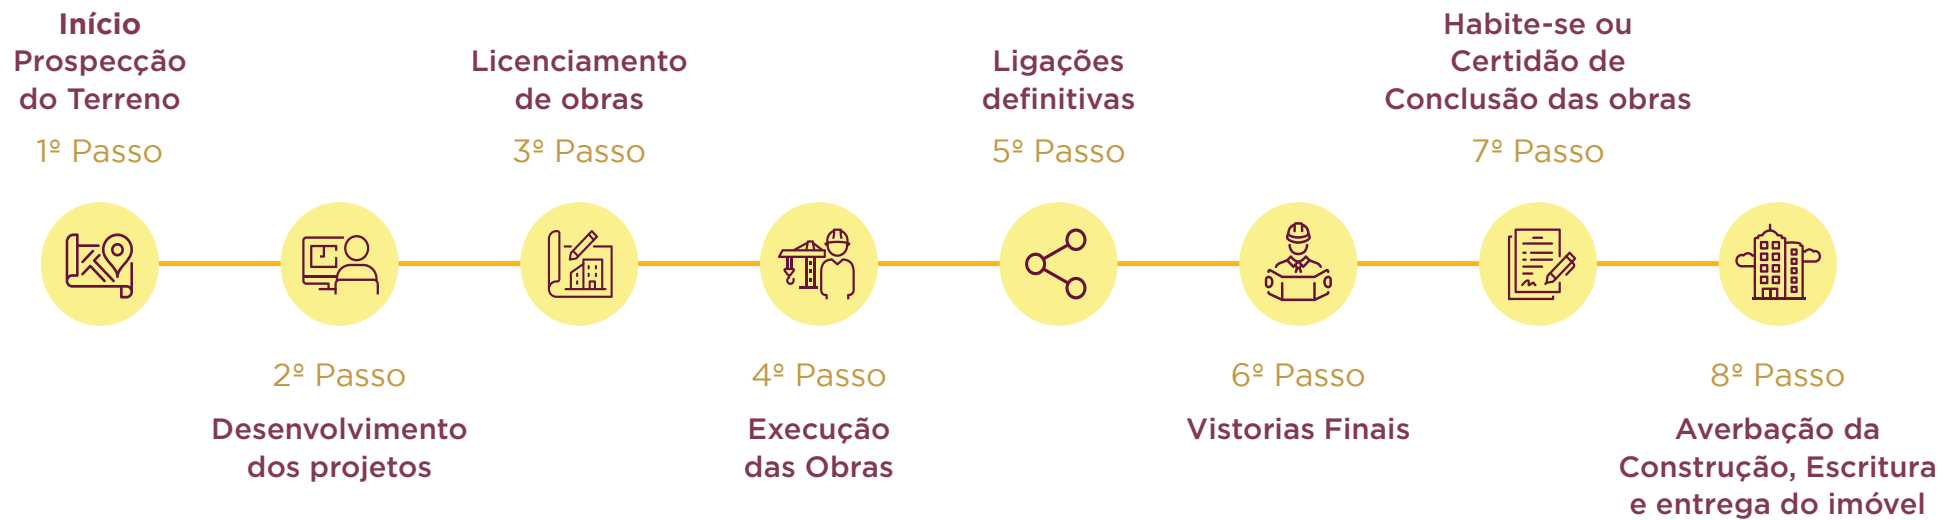 Início
Prospecção
do Terreno
1º Passo
2º Passo
Desenvolvimento
dos projetos
Licenciamento
de obras
3º Passo
4º Passo
Execução
das Obras
Ligações
definitivas
5º Passo
6º Passo
Vistorias Finais
Habite-se ou
Certidão de
Conclusão das obras
7º Passo
8º Passo
Averbação da
Construção, Escritura
e entrega do imóvel